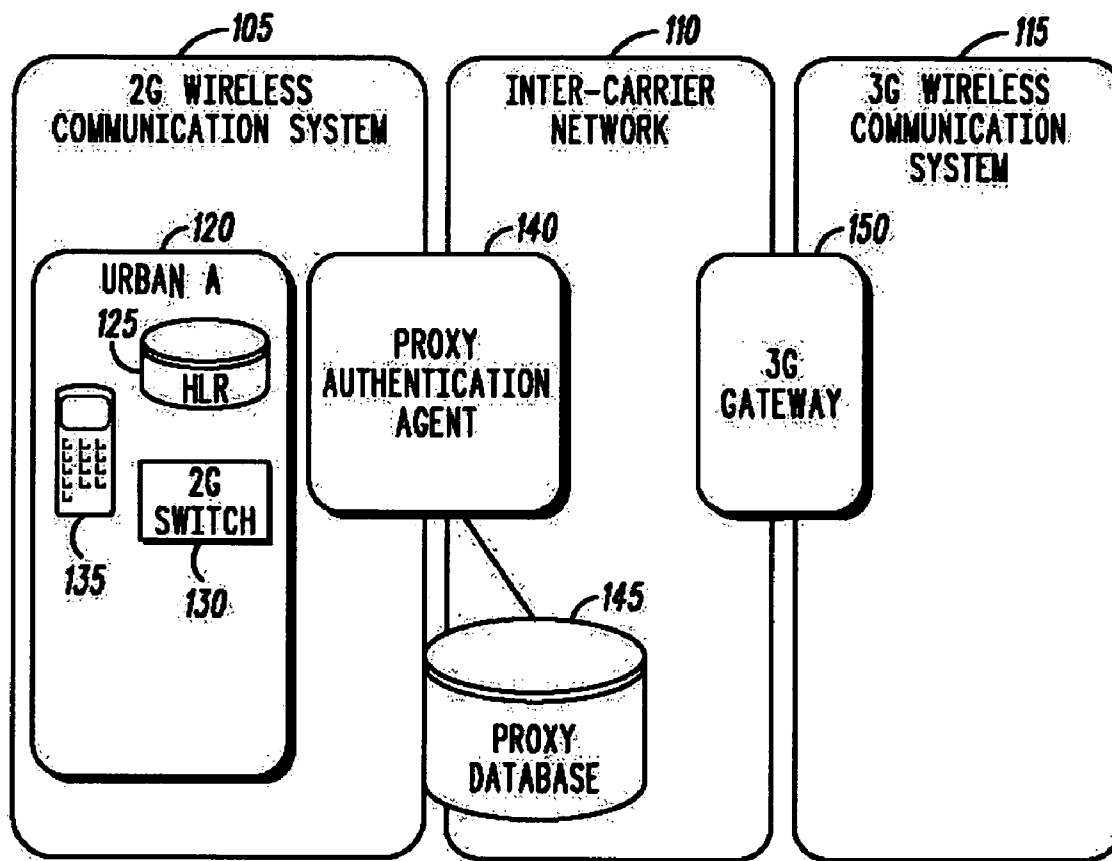 105
110
115
2G WIRELESS
COMMUNICATION SYSTEM
INTER-CARRIER
NETWORK
3G WIRELESS
COMMUNICATION
SYSTEM
120
140
150
URBAN A
125
HLR
PROXY
AUTHENTICATION
AGENT
3G
GATEWAY
2G
SWITCH
135
130
145
PROXY
DATABASE